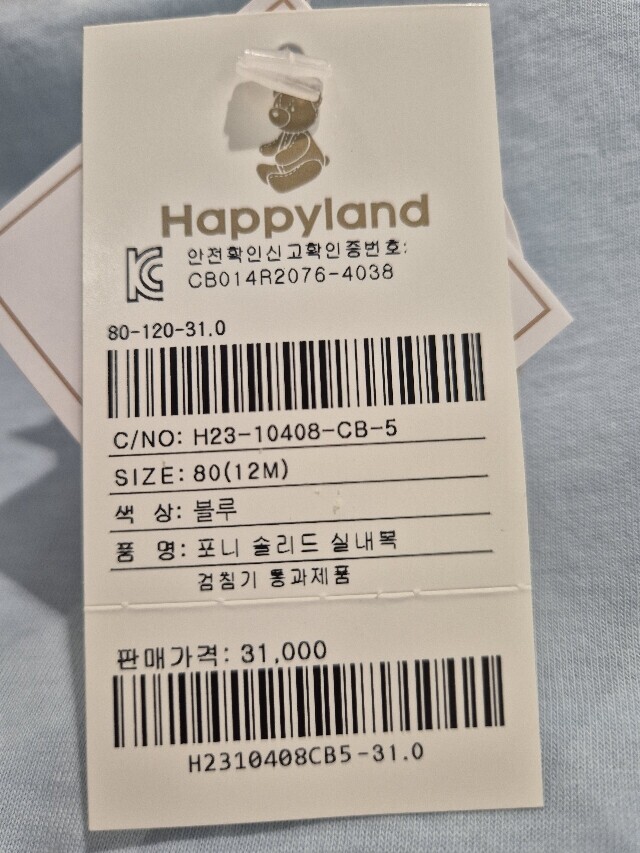 Happyland
안전확인신고확인증번호:
CB014R2076-4038
80-120-31.0
C/NO: H23-10408-CB-5
SIZE: 80(12M)
색 상: 블루
품 명: 포니 솔리드 실내복
검침기 통과제품
판매가격: 31,000
H2310408CB5-31.0